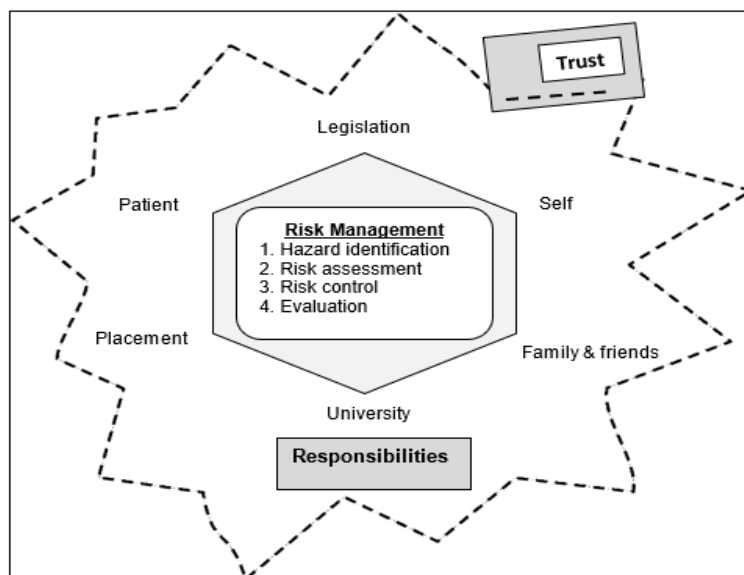 Trust
Legislation
Patient
Self
Risk Management
1. Hazard identification
2. Risk assessment
3. Risk control
4. Evaluation
Placement
Family & friends
University
Responsibilities